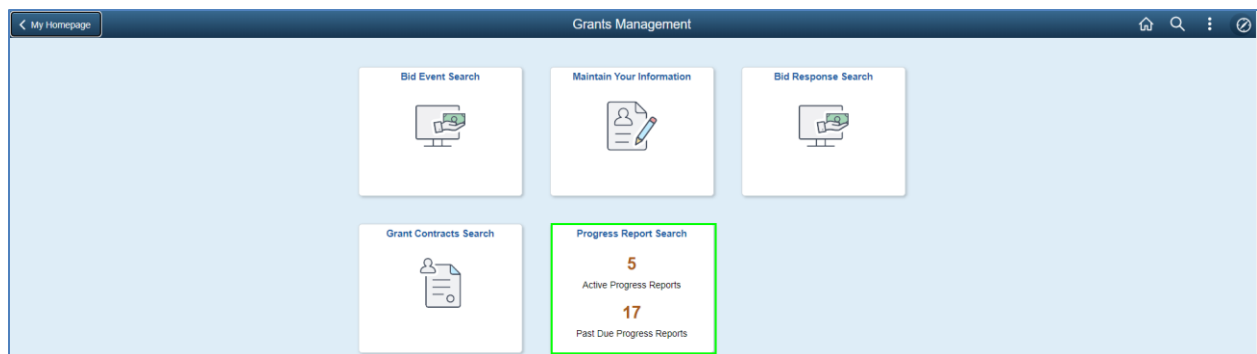 My Homepage
Grants Management
Bid Event Search
Maintain Your Information
Bid Response Search
Grant Contracts Search
Progress Report Search
5
Active Progress Reports
17
Past Due Progress Reports